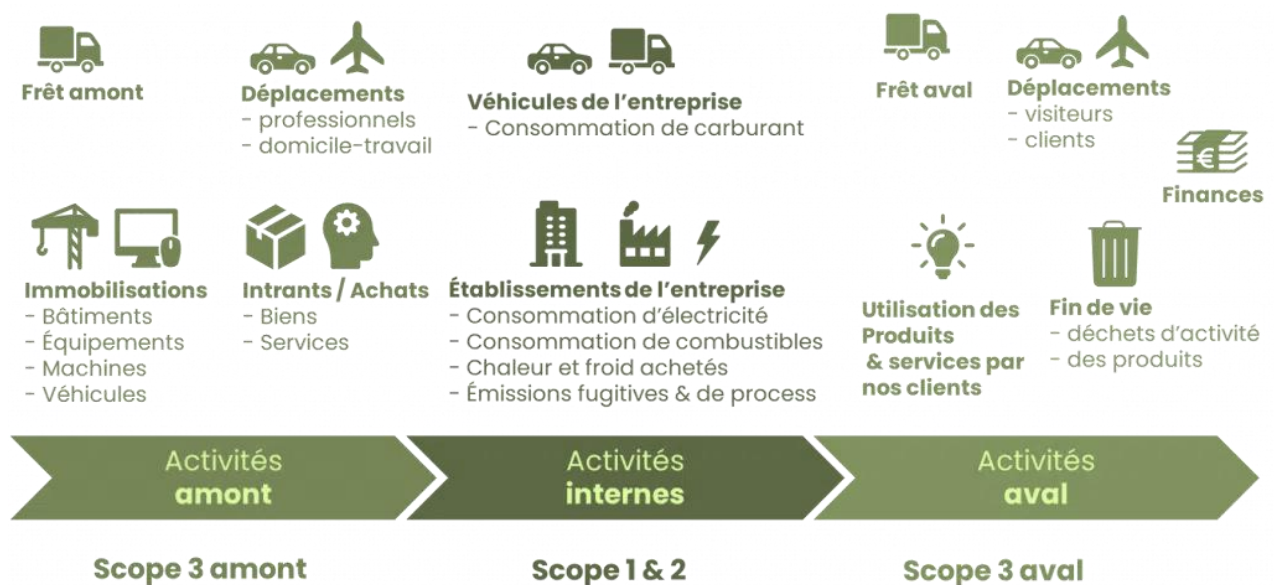 Frêt amont
Déplacements
- professionnels
- domicile-travail
Véhicules de l'entreprise
- Consommation de carburant
Frêt aval
Déplacements
- visiteurs
- clients
€
Finances
Immobilisations
- Bâtiments
- Équipements
- Machines
- Véhicules
Intrants / Achats
- Biens
- Services
Établissements de l'entreprise
- Consommation d'électricité
- Consommation de combustibles
- Chaleur et froid achetés
- Émissions fugitives & de process
Utilisation des
Produits
& services par
nos clients
Fin de vie
- déchets d'activité
- des produits
Activités
amont
Activités
internes
Activités
aval
Scope 3 amont
Scope 1 & 2
Scope 3 aval